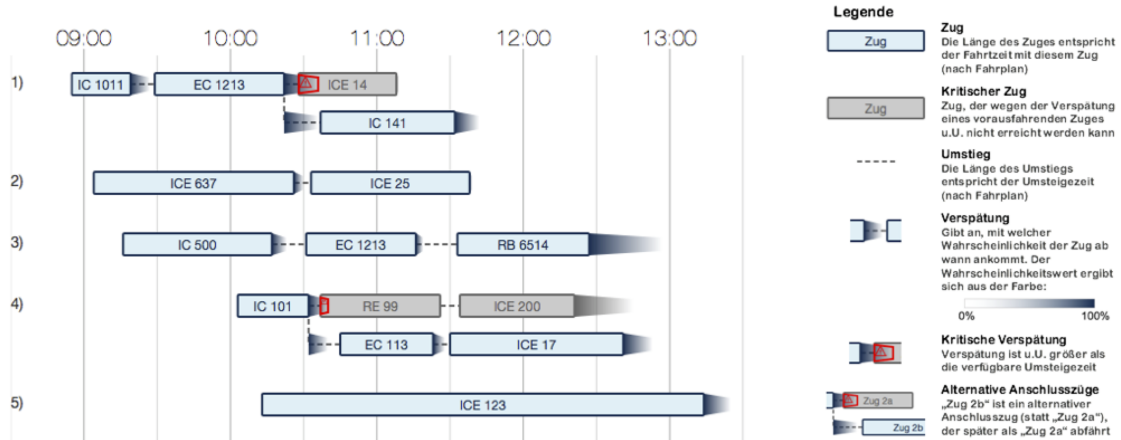 09:00 10:00 11:00 12:00 13:00
1) IC 1011 EC 1213 ICE 14
IC 141
2) ICE 637 ICE 25
3) IC 500 EC 1213 RB 6514
4) IC 101 RE 99 ICE 200
EC 113 ICE 17
5) ICE 123
Legende
Zug
Zug
Die Länge des Zuges entspricht
der Fahrtzeit mit diesem Zug
(nach Fahrplan)
Zug
Kritischer Zug
Zug, der wegen der Verspätung
eines vorausfahrenden Zuges
u.U. nicht erreicht werden kann
Umstieg
Die Länge des Umstiegs
entspricht der Umsteigezeit
(nach Fahrplan)
Verspätung
Gibt an, mit welcher
Wahrscheinlichkeit der Zug ab
wann ankommt. Der
Wahrscheinlichkeitswert ergibt
sich aus der Farbe:
0% 100%
Kritische Verspätung
Verspätung ist u.U. größer als
die verfügbare Umsteigezeit
Zug 2a
Zug 2b
Alternative Anschlusszüge
„Zug 2b“ ist ein alternativer
Anschlusszug (statt „Zug 2a“),
der später als „Zug 2a“ abfährt